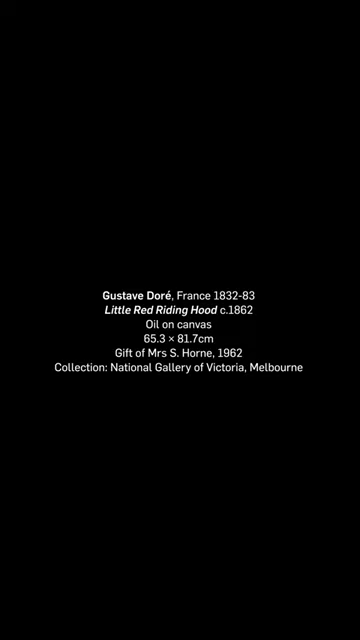 Gustave Doré, France 1832-83
Little Red Riding Hood c.1862
Oil on canvas
65.3 × 81.7cm
Gift of Mrs S. Horne, 1962
Collection: National Gallery of Victoria, Melbourne